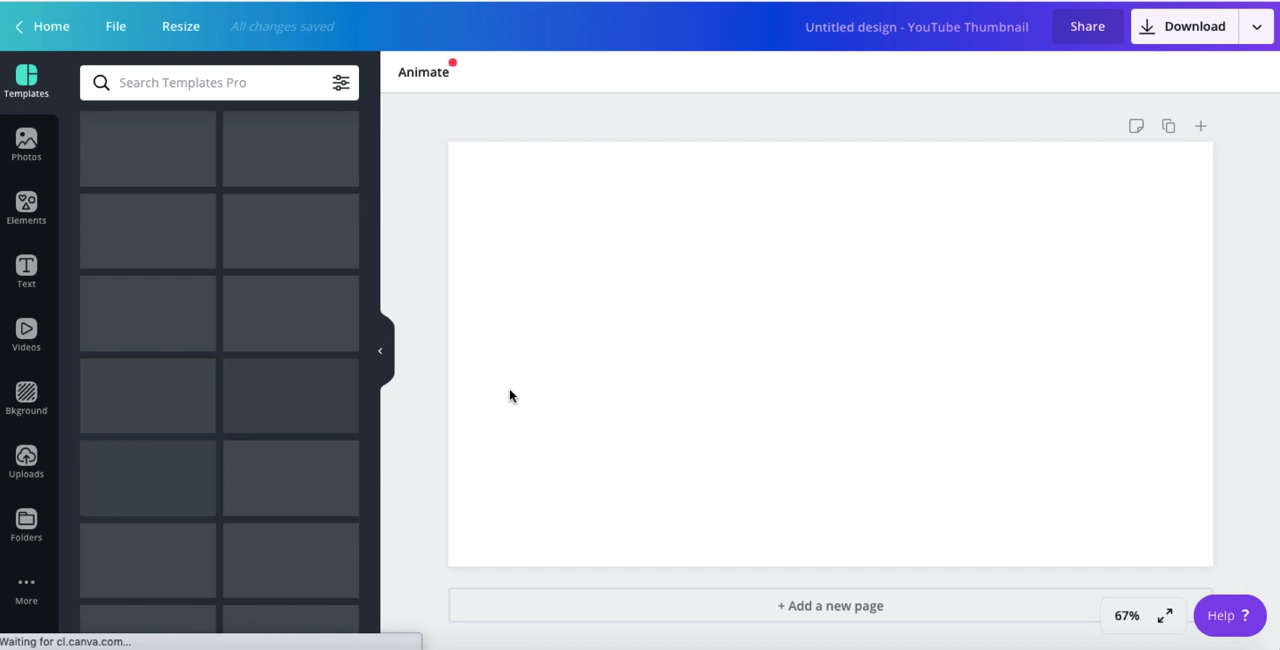 Home File Resize All changes saved Untitled design - YouTube Thumbnail Share Download
Templates
Search Templates Pro
Animate
Photos
Elements
Text
Videos
Bkground
Uploads
Folders
More
+ Add a new page
67%
Help ?
Waiting for cl.canva.com...